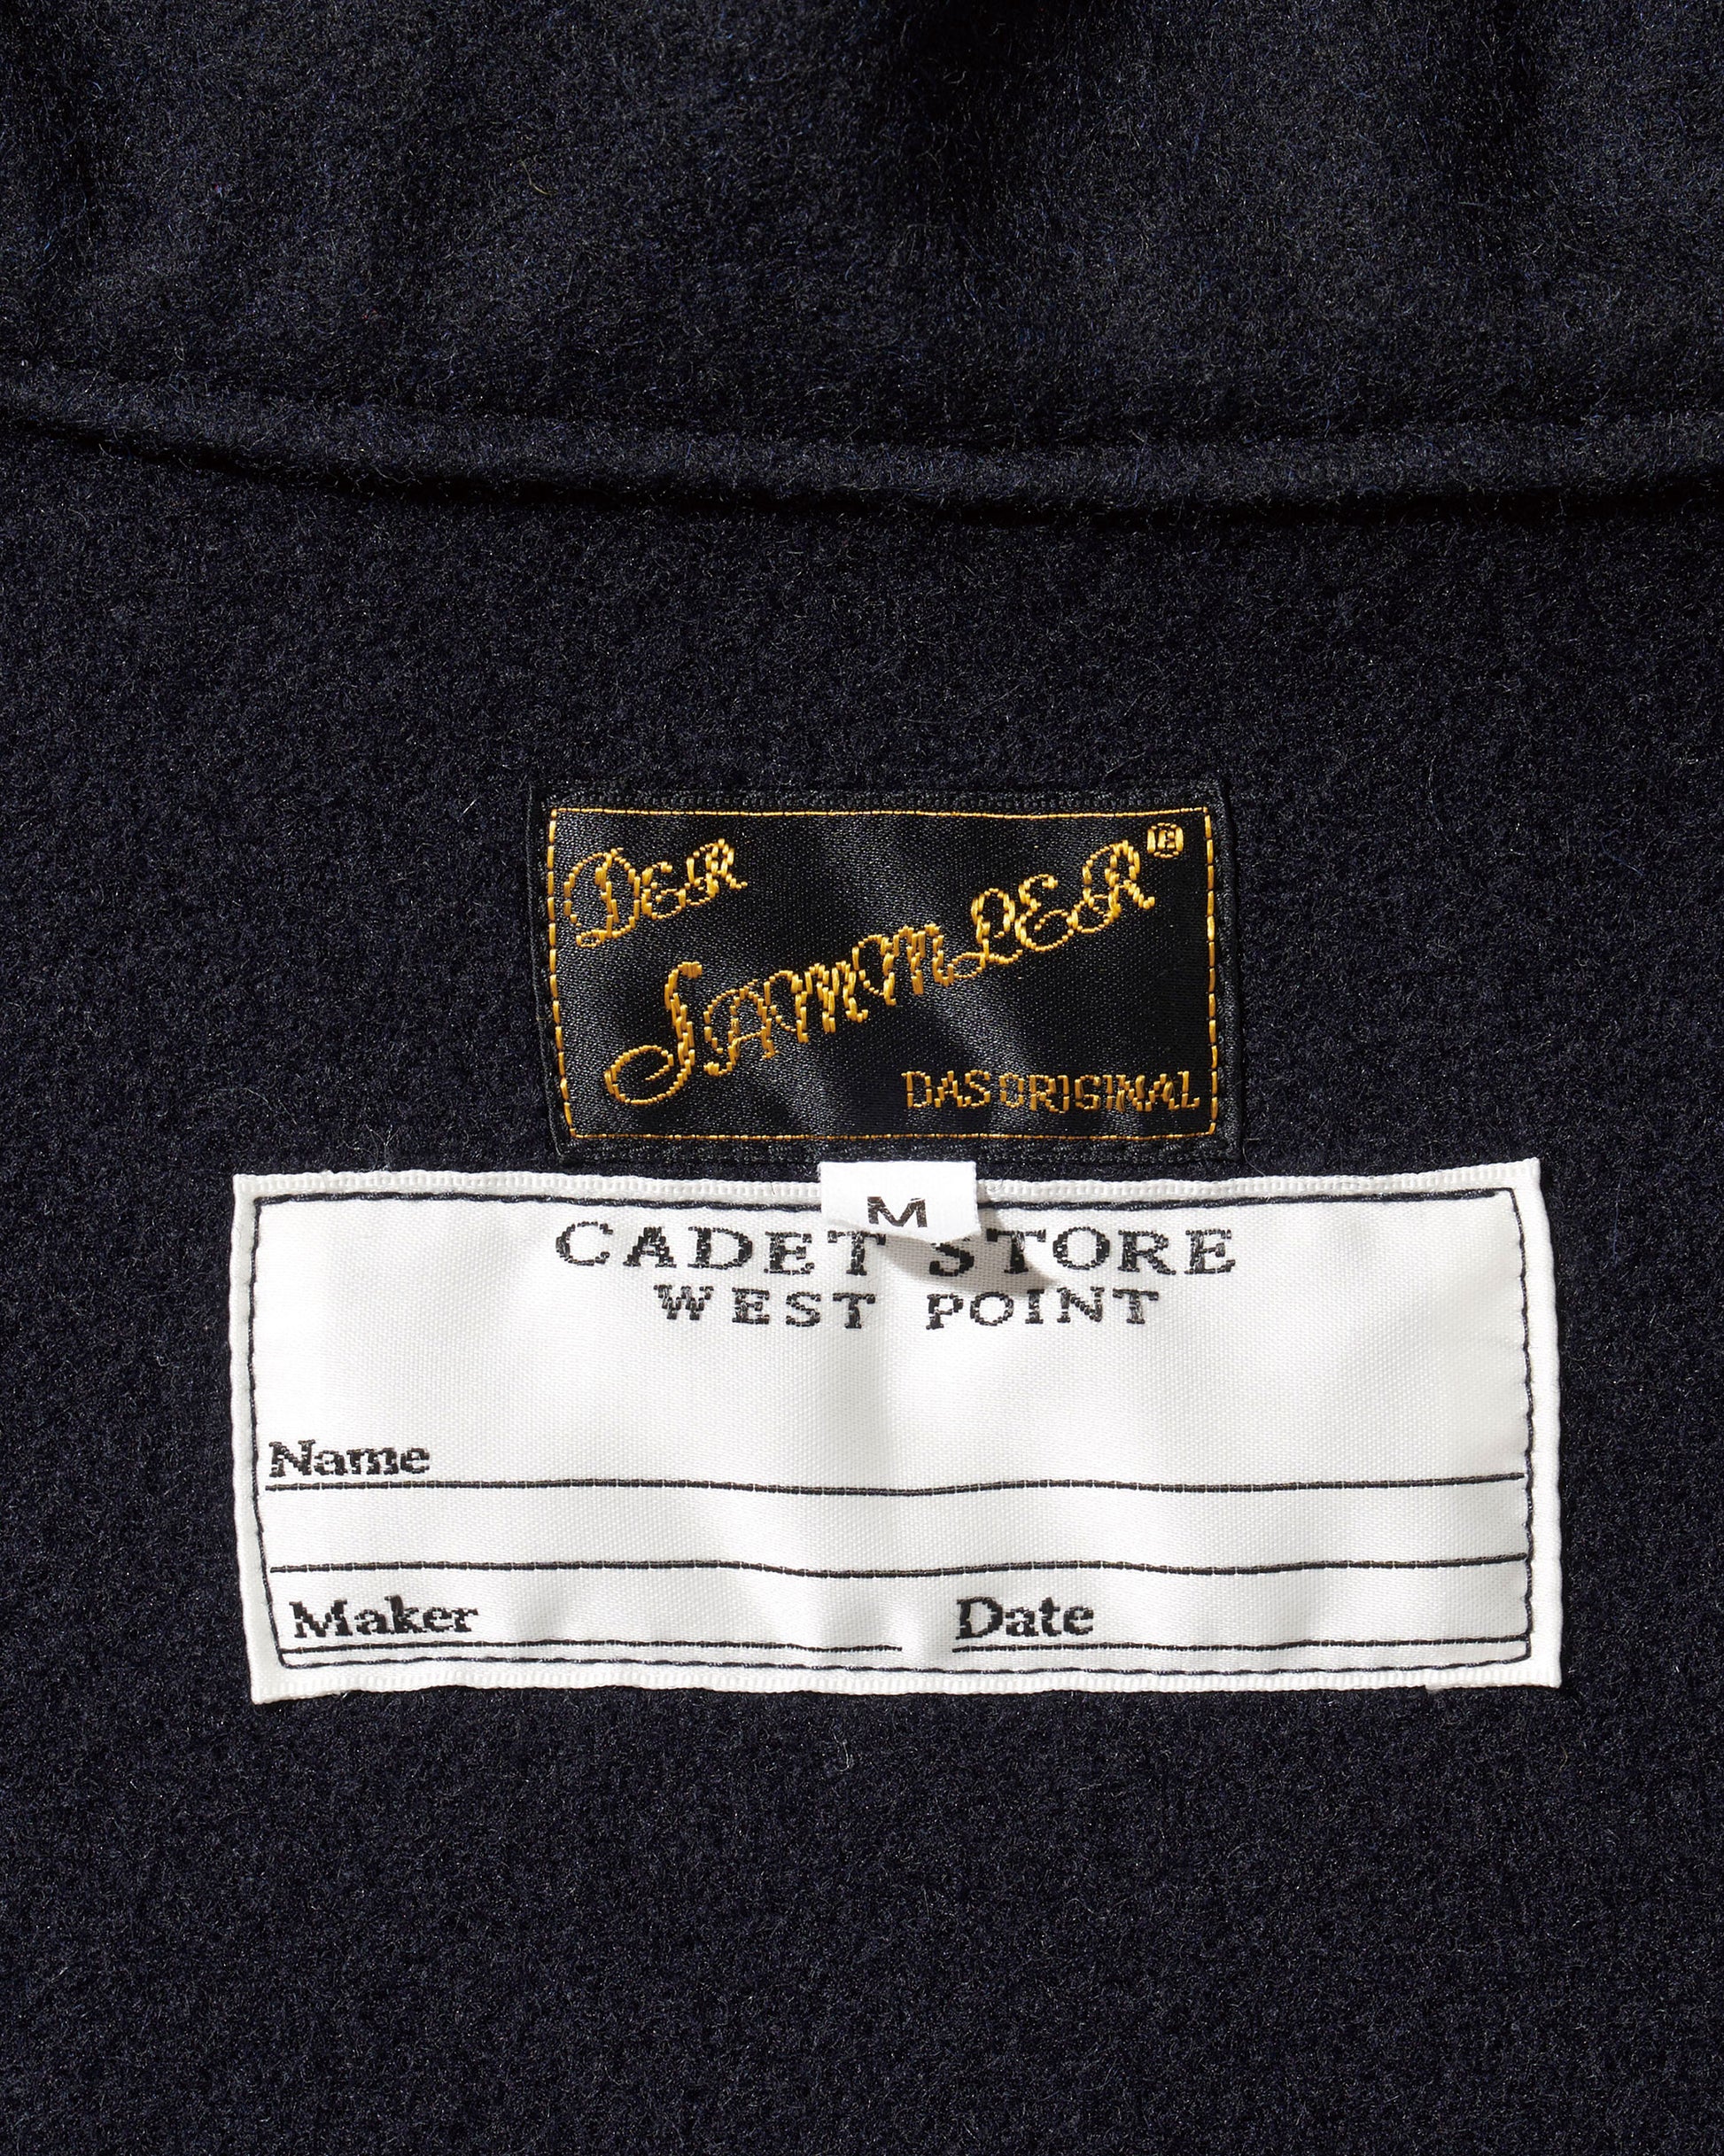 DER
SAMMLER®
DAS ORIGINAL
M
CADET STORE
WEST POINT
Name
Maker Date